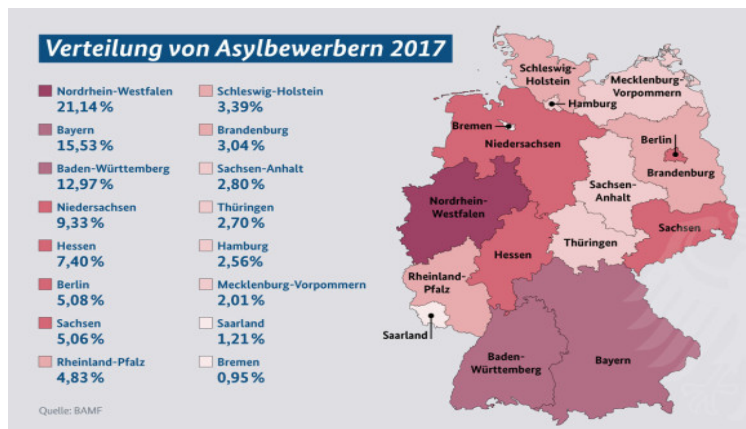 Verteilung von Asylbewerbern 2017
Nordrhein-Westfalen
21,14 %
Bayern
15,53 %
Baden-Württemberg
12,97 %
Niedersachsen
9,33 %
Hessen
7,40 %
Berlin
5,08 %
Sachsen
5,06 %
Rheinland-Pfalz
4,83 %
Schleswig-Holstein
3,39 %
Brandenburg
3,04 %
Sachsen-Anhalt
2,80 %
Thüringen
2,70 %
Hamburg
2,56 %
Mecklenburg-Vorpommern
2,01 %
Saarland
1,21 %
Bremen
0,95 %
Quelle: BAMF
Schleswig-
Holstein
Mecklenburg-
Vorpommern
Hamburg
Bremen
Niedersachsen
Berlin
Brandenburg
Sachsen-
Anhalt
Nordrhein-
Westfalen
Sachsen
Hessen
Thüringen
Rheinland-
Pfalz
Saarland
Baden-
Württemberg
Bayern